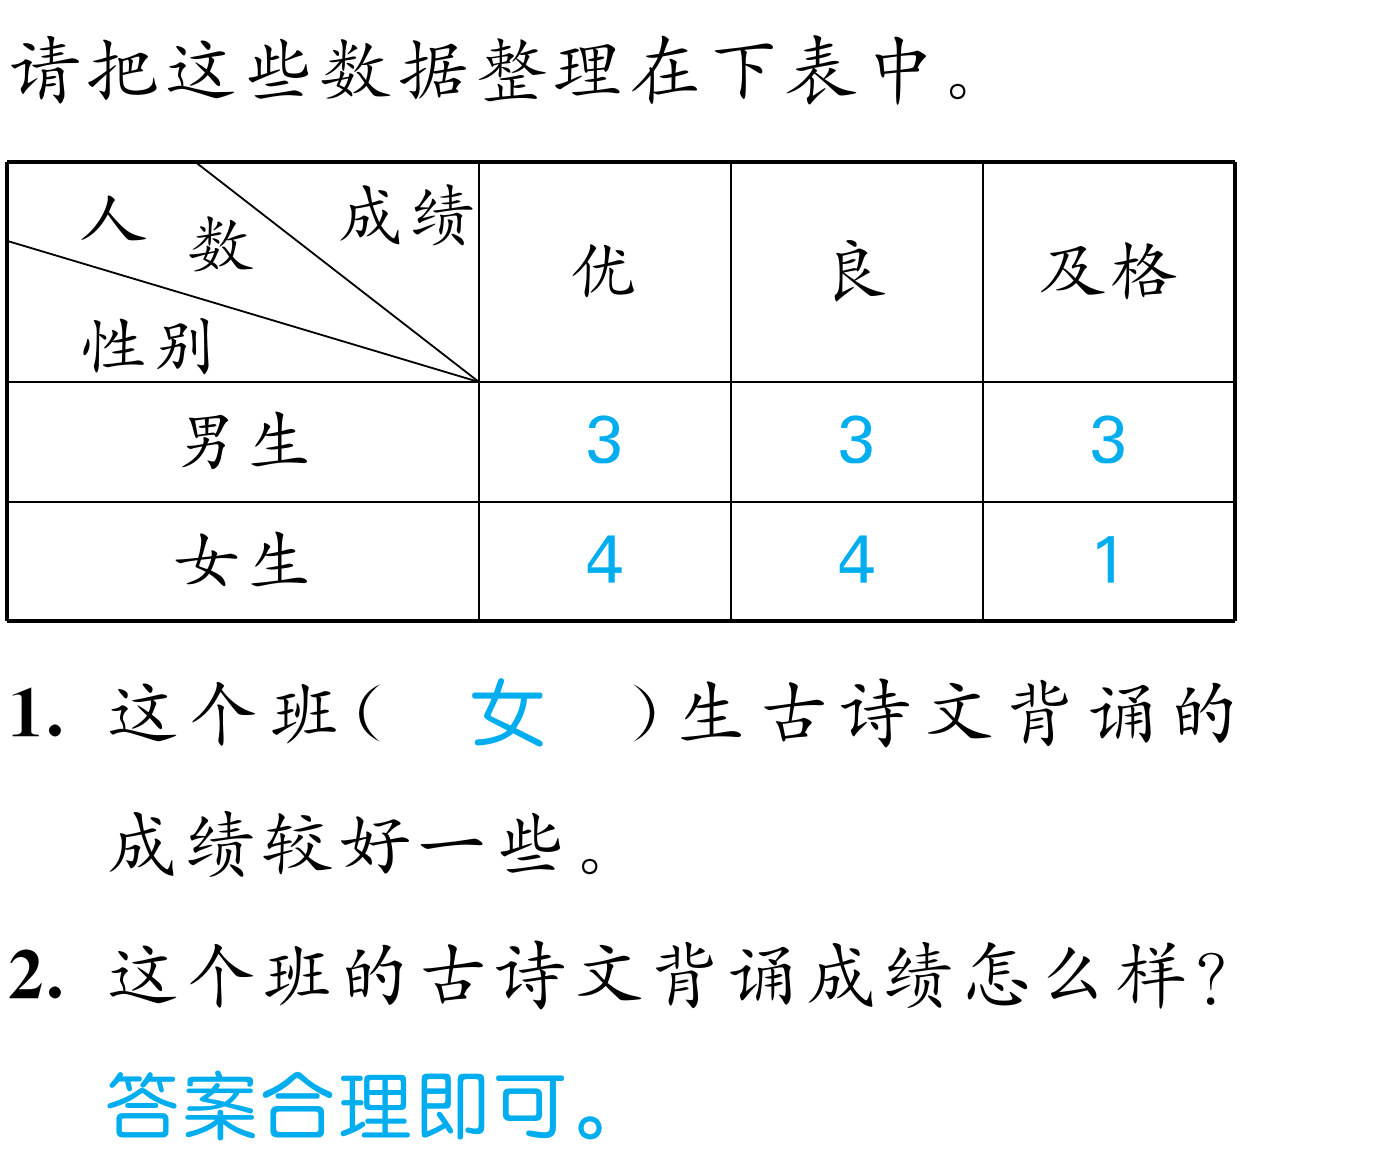 请把这些数据整理在下表中。
人数 成绩 性别 优 良 及格
男生 3 3 3
女生 4 4 1
1. 这个班( 女 )生古诗文背诵的
成绩较好一些。
2. 这个班的古诗文背诵成绩怎么样?
答案合理即可。